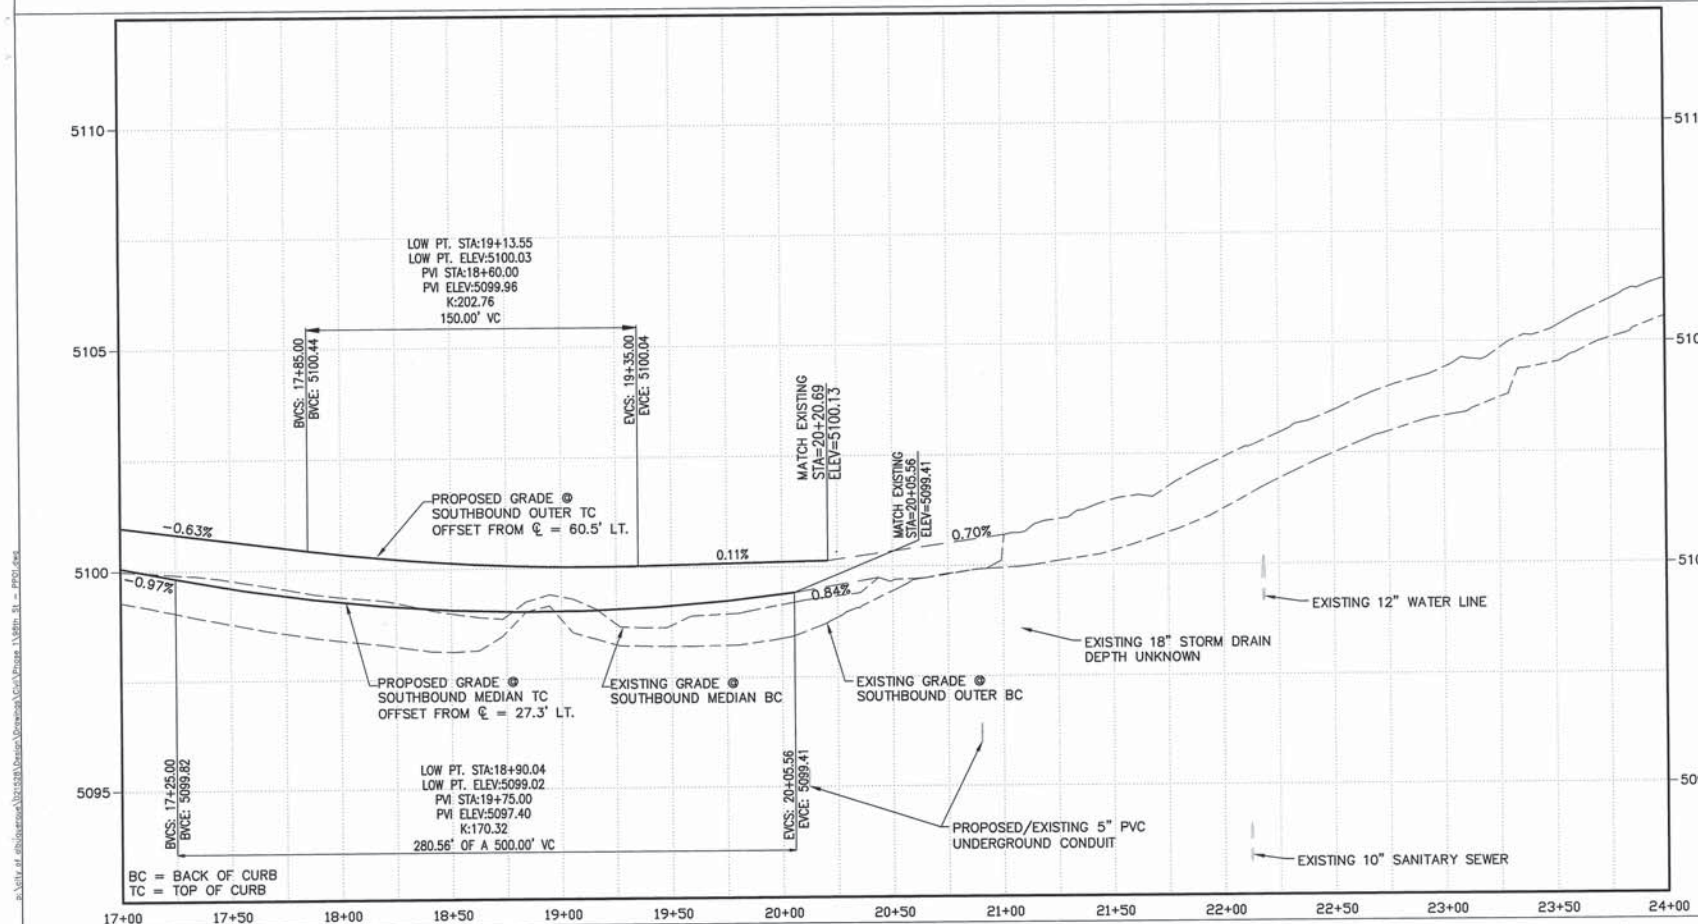 5110
5105
5100
5095
LOW PT. STA:19+13.55
LOW PT. ELEV:5100.03
PVI STA:18+60.00
PVI ELEV:5099.96
K:202.76
150.00' VC
BVCS: 17+85.00
BVCE: 5100.44
EVCS: 19+35.00
EVCE: 5100.04
MATCH EXISTING
STA=20+20.69
ELEV=5100.13
MATCH EXISTING
STA=20+05.56
ELEV=5099.41
PROPOSED GRADE @
SOUTHBOUND OUTER TC
OFFSET FROM ℄ = 60.5' LT.
-0.63%
0.11%
0.70%
-0.97%
0.84%
EXISTING 12" WATER LINE
EXISTING 18" STORM DRAIN
DEPTH UNKNOWN
PROPOSED GRADE @
SOUTHBOUND MEDIAN TC
OFFSET FROM ℄ = 27.3' LT.
EXISTING GRADE @
SOUTHBOUND MEDIAN BC
EXISTING GRADE @
SOUTHBOUND OUTER BC
BVCS: 17+25.00
BVCE: 5099.82
LOW PT. STA:18+90.04
LOW PT. ELEV:5099.02
PVI STA:19+75.00
PVI ELEV:5097.40
K:170.32
280.56' OF A 500.00' VC
EVCS: 20+05.56
EVCE: 5099.41
PROPOSED/EXISTING 5" PVC
UNDERGROUND CONDUIT
EXISTING 10" SANITARY SEWER
BC = BACK OF CURB
TC = TOP OF CURB
17+00 17+50 18+00 18+50 19+00 19+50 20+00 20+50 21+00 21+50 22+00 22+50 23+00 23+50 24+00